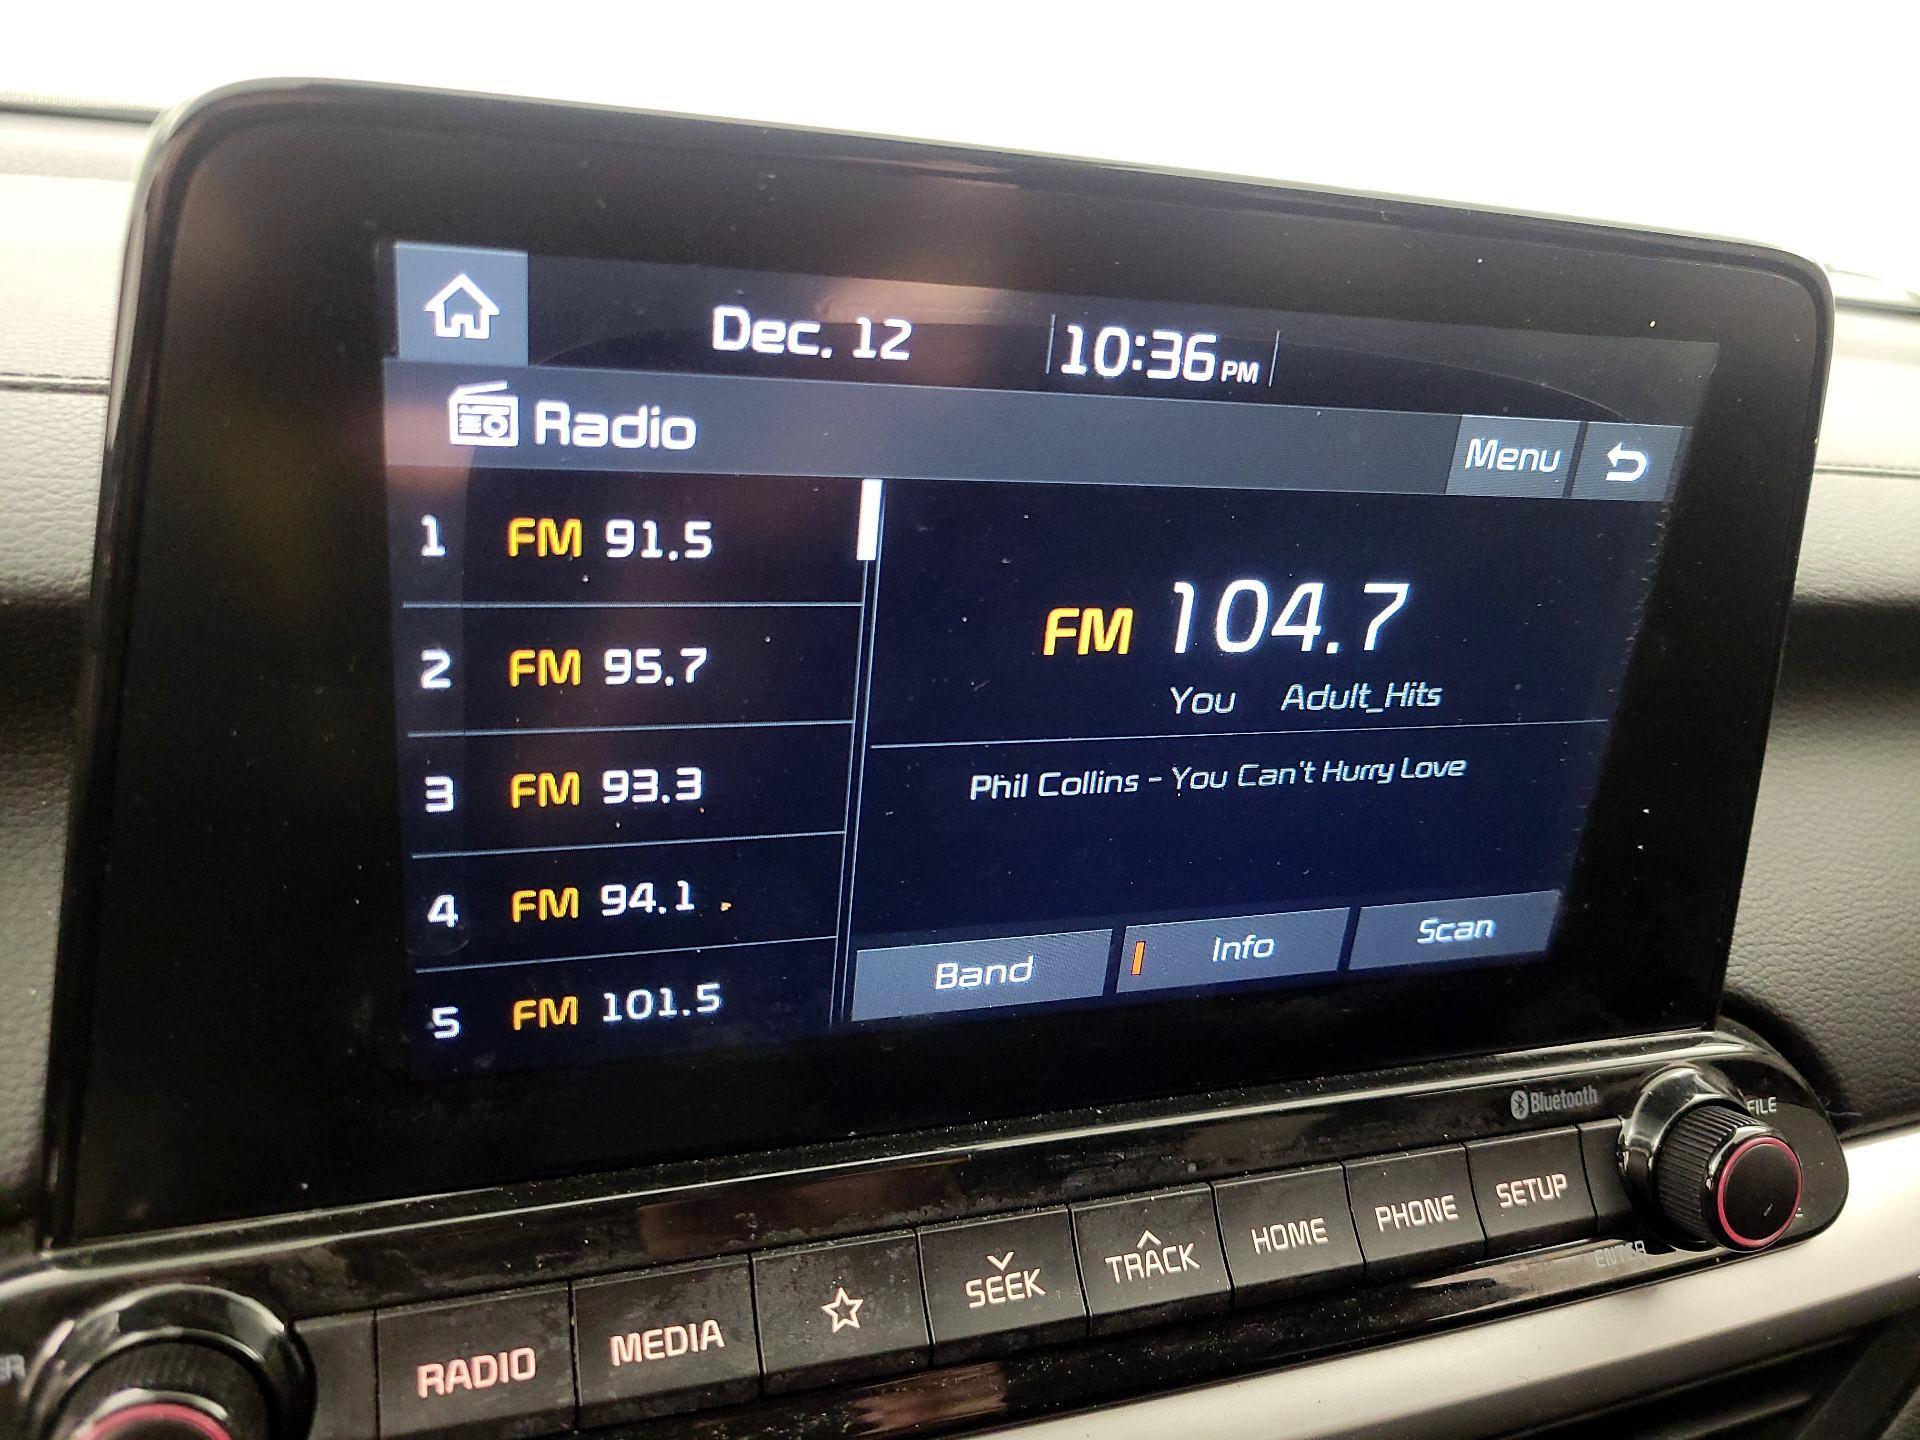 Dec. 12
10:36 PM
Radio
Menu
1 FM 91.5
2 FM 95.7
3 FM 93.3
4 FM 94.1
5 FM 101.5
FM 104.7
You Adult_Hits
Phil Collins - You Can't Hurry Love
Band
Info
Scan
Bluetooth
FILE
RADIO
MEDIA
SEEK
TRACK
HOME
PHONE
SETUP
ENTER